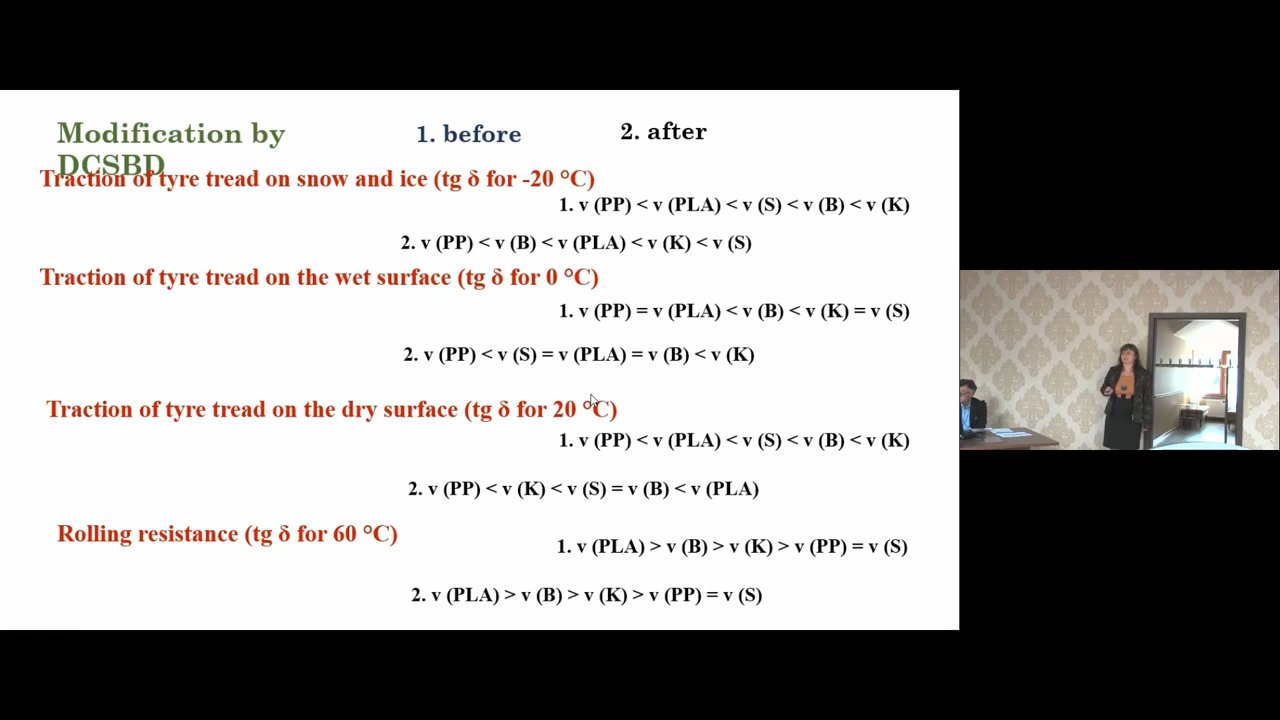 Modification by
DCSBD
1. before
2. after
Traction of tyre tread on snow and ice (tg δ for -20 °C)
1. v (PP) < v (PLA) < v (S) < v (B) < v (K)
2. v (PP) < v (B) < v (PLA) < v (K) < v (S)
Traction of tyre tread on the wet surface (tg δ for 0 °C)
1. v (PP) = v (PLA) < v (B) < v (K) = v (S)
2. v (PP) < v (S) = v (PLA) = v (B) < v (K)
Traction of tyre tread on the dry surface (tg δ for 20 °C)
1. v (PP) < v (PLA) < v (S) < v (B) < v (K)
2. v (PP) < v (K) < v (S) = v (B) < v (PLA)
Rolling resistance (tg δ for 60 °C)
1. v (PLA) > v (B) > v (K) > v (PP) = v (S)
2. v (PLA) > v (B) > v (K) > v (PP) = v (S)